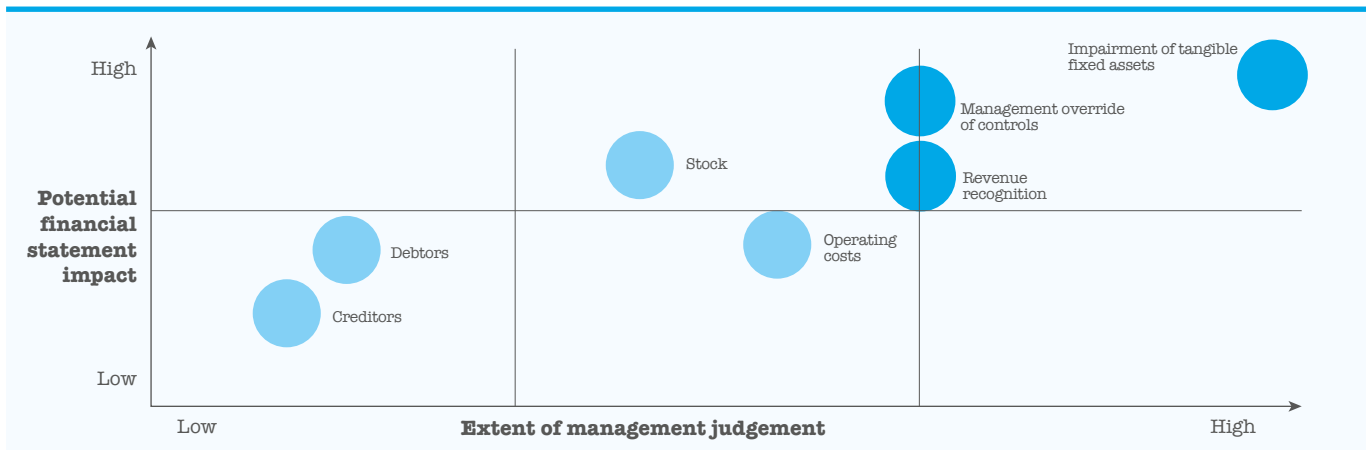 High
Potential
financial
statement
impact
Low
Impairment of tangible
fixed assets
Management override
of controls
Stock
Revenue
recognition
Operating
costs
Debtors
Creditors
Low
Extent of management judgement
High